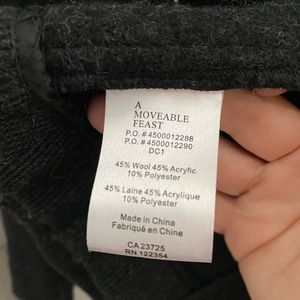 A
MOVEABLE
FEAST
P.O. # 4500012288
P.O. # 4500012290
DC1
45% Wool 45% Acrylic
10% Polyester
45% Laine 45% Acrylique
10% Polyester
Made in China
Fabriqué en Chine
CA 23725
RN 122354